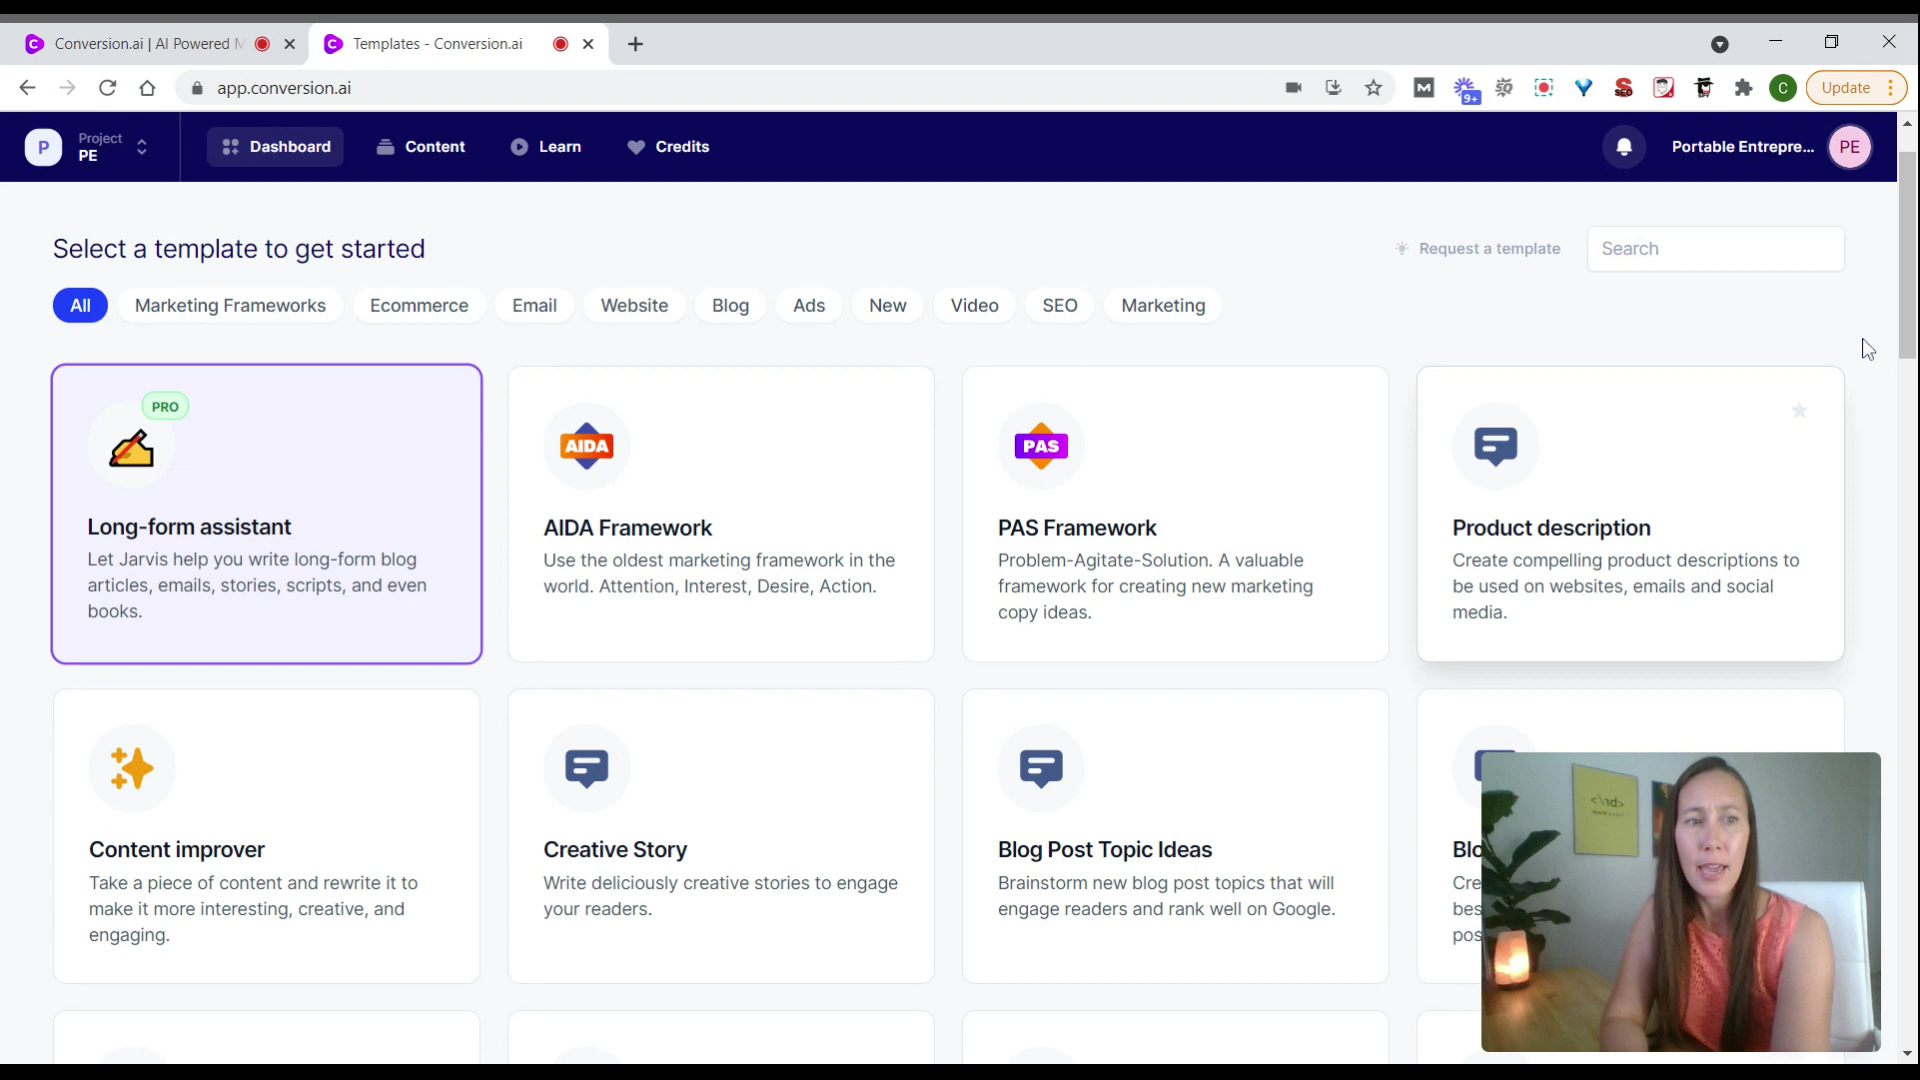 Conversion.ai | AI Powered M
Templates - Conversion.ai
app.conversion.ai
9+
SEO
C
Update
P
Project
PE
Dashboard
Content
Learn
Credits
Portable Entrepre...
PE
Select a template to get started
Request a template
Search
All
Marketing Frameworks
Ecommerce
Email
Website
Blog
Ads
New
Video
SEO
Marketing
PRO
Long-form assistant
Let Jarvis help you write long-form blog
articles, emails, stories, scripts, and even
books.
AIDA
AIDA Framework
Use the oldest marketing framework in the
world. Attention, Interest, Desire, Action.
PAS
PAS Framework
Problem-Agitate-Solution. A valuable
framework for creating new marketing
copy ideas.
Product description
Create compelling product descriptions to
be used on websites, emails and social
media.
Content improver
Take a piece of content and rewrite it to
make it more interesting, creative, and
engaging.
Creative Story
Write deliciously creative stories to engage
your readers.
Blog Post Topic Ideas
Brainstorm new blog post topics that will
engage readers and rank well on Google.
Blo
Cre
bes
pos